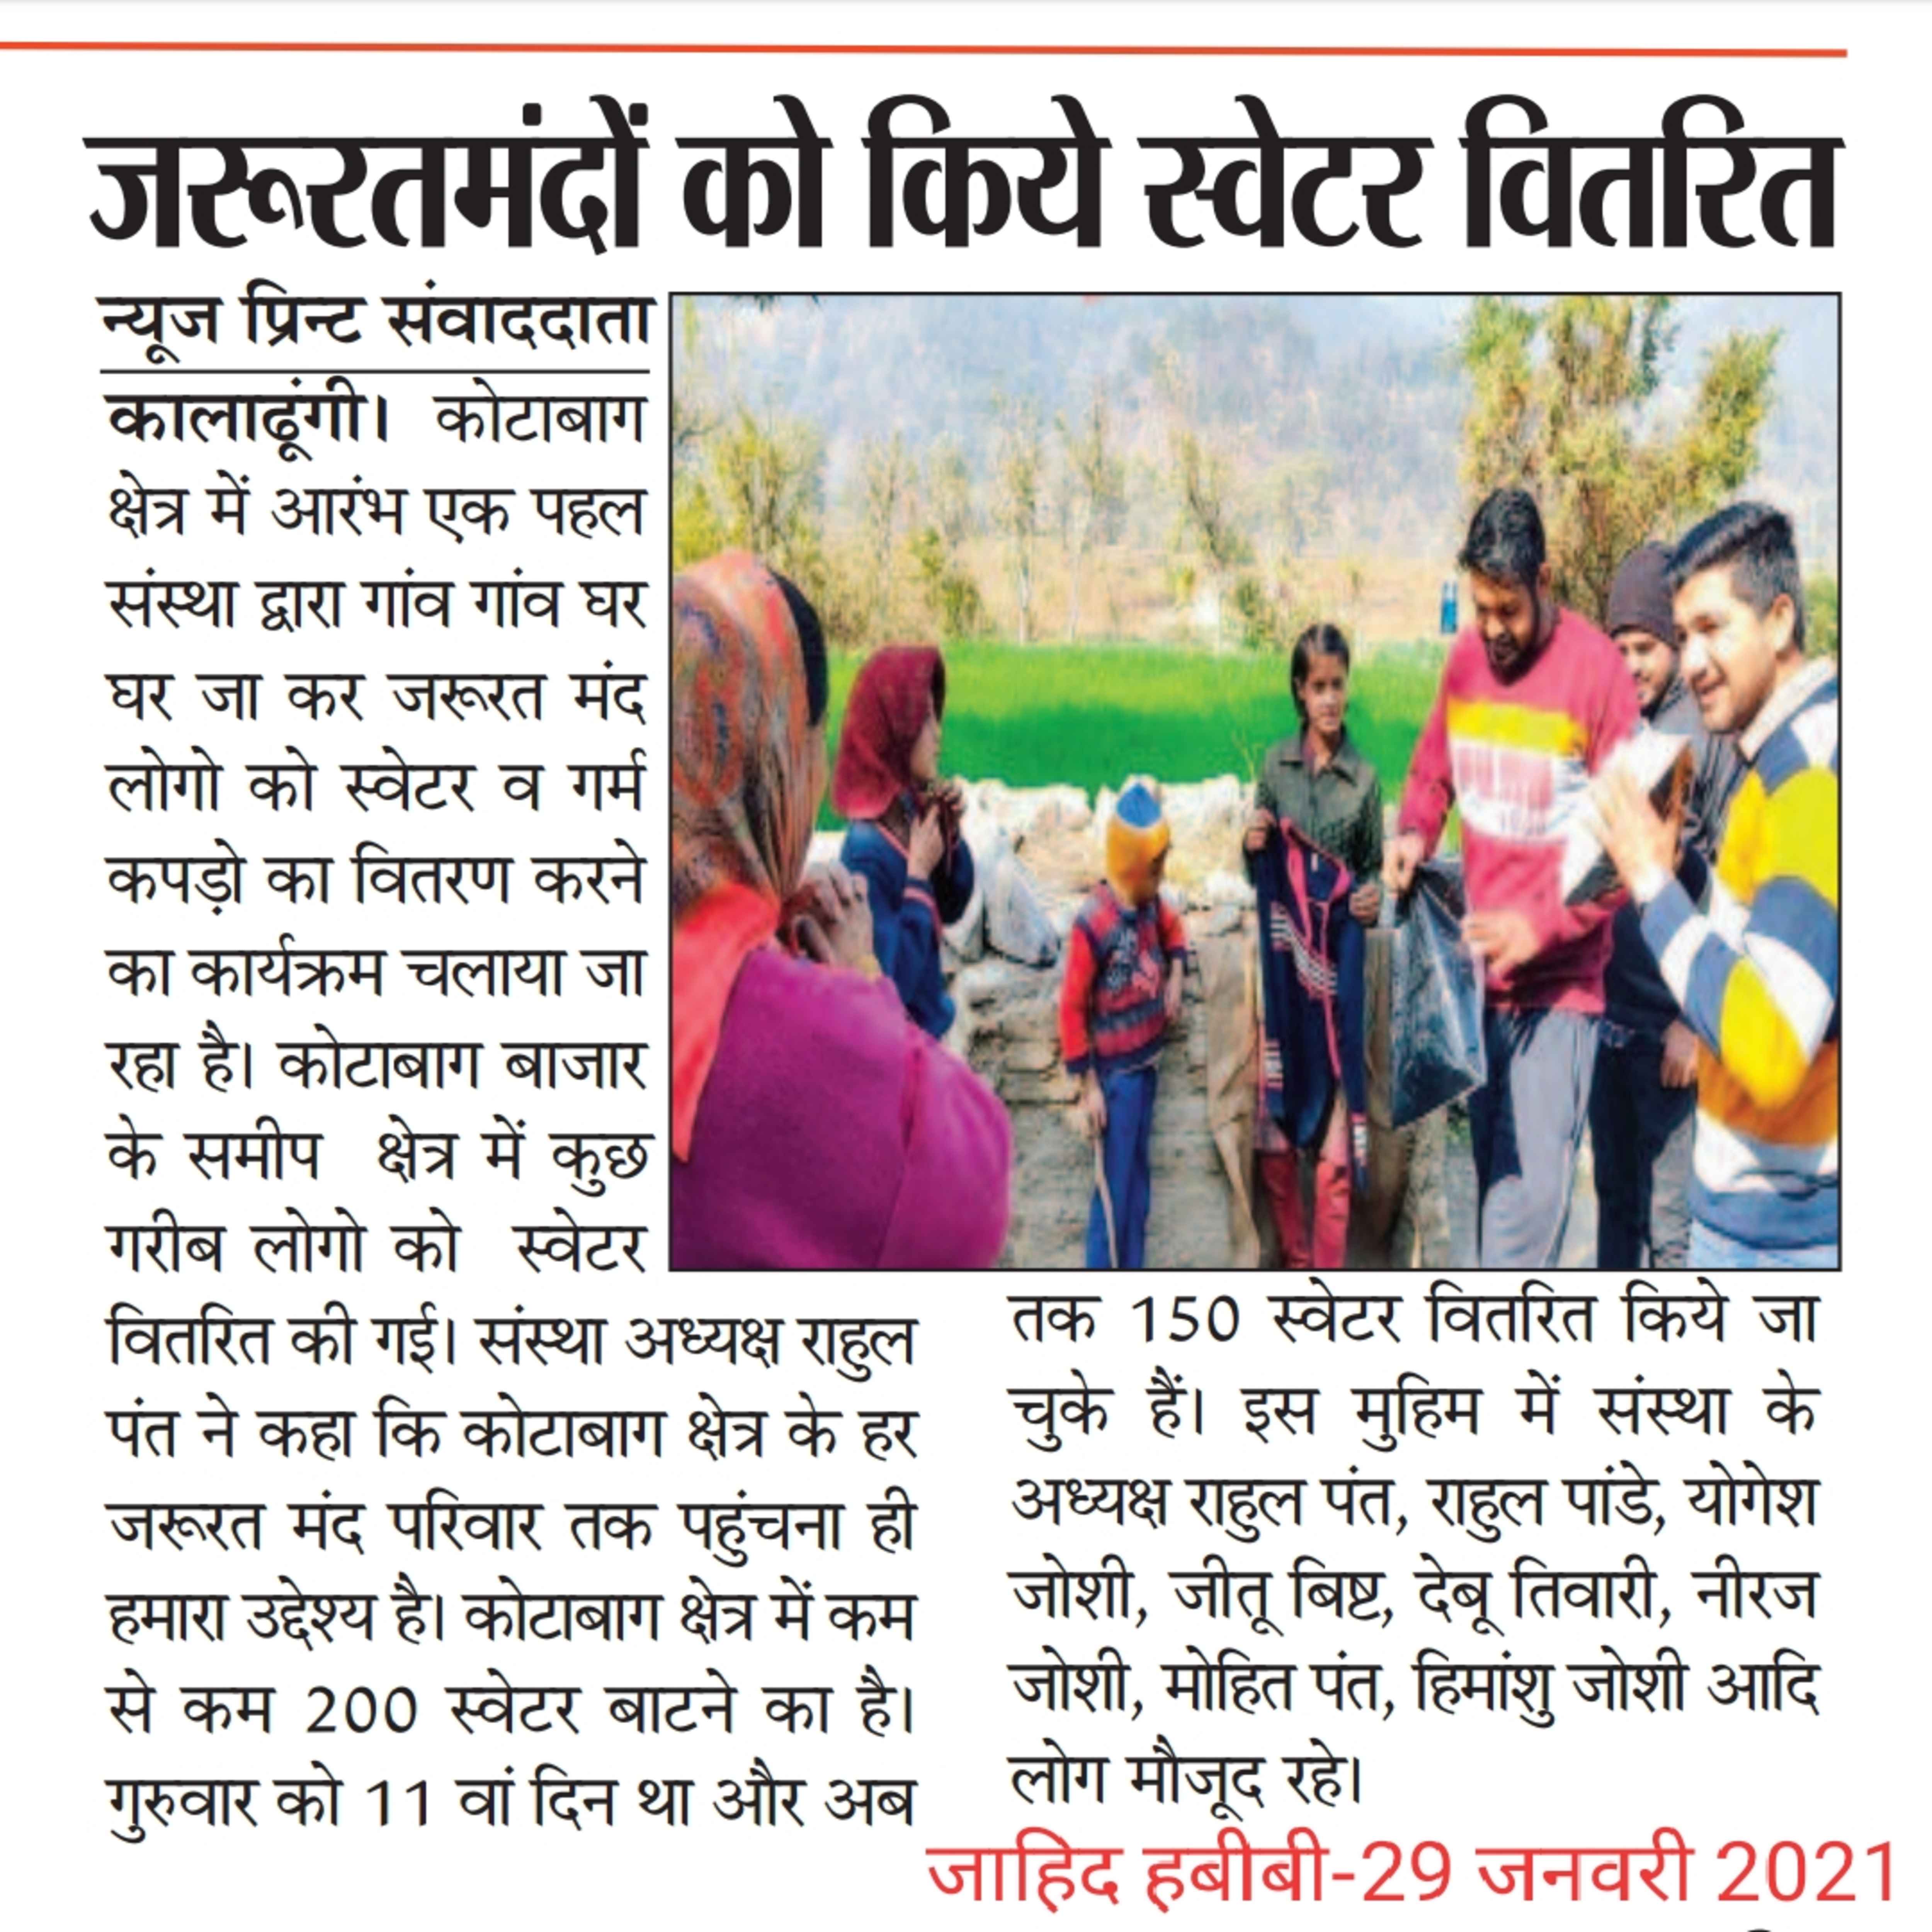 जरूरतमंदों को किये स्वेटर वितरित
न्यूज प्रिन्ट संवाददाता
कालाढूंगी। कोटाबाग
क्षेत्र में आरंभ एक पहल
संस्था द्वारा गांव गांव घर
घर जा कर जरूरत मंद
लोगो को स्वेटर व गर्म
कपड़ो का वितरण करने
का कार्यक्रम चलाया जा
रहा है। कोटाबाग बाजार
के समीप क्षेत्र में कुछ
गरीब लोगो को स्वेटर
वितरित की गई। संस्था अध्यक्ष राहुल
पंत ने कहा कि कोटाबाग क्षेत्र के हर
जरूरत मंद परिवार तक पहुंचना ही
हमारा उद्देश्य है। कोटाबाग क्षेत्र में कम
से कम 200 स्वेटर बाटने का है।
गुरुवार को 11 वां दिन था और अब
तक 150 स्वेटर वितरित किये जा
चुके हैं। इस मुहिम में संस्था के
अध्यक्ष राहुल पंत, राहुल पांडे, योगेश
जोशी, जीतू बिष्ट, देबू तिवारी, नीरज
जोशी, मोहित पंत, हिमांशु जोशी आदि
लोग मौजूद रहे।
जाहिद हबीबी-29 जनवरी 2021